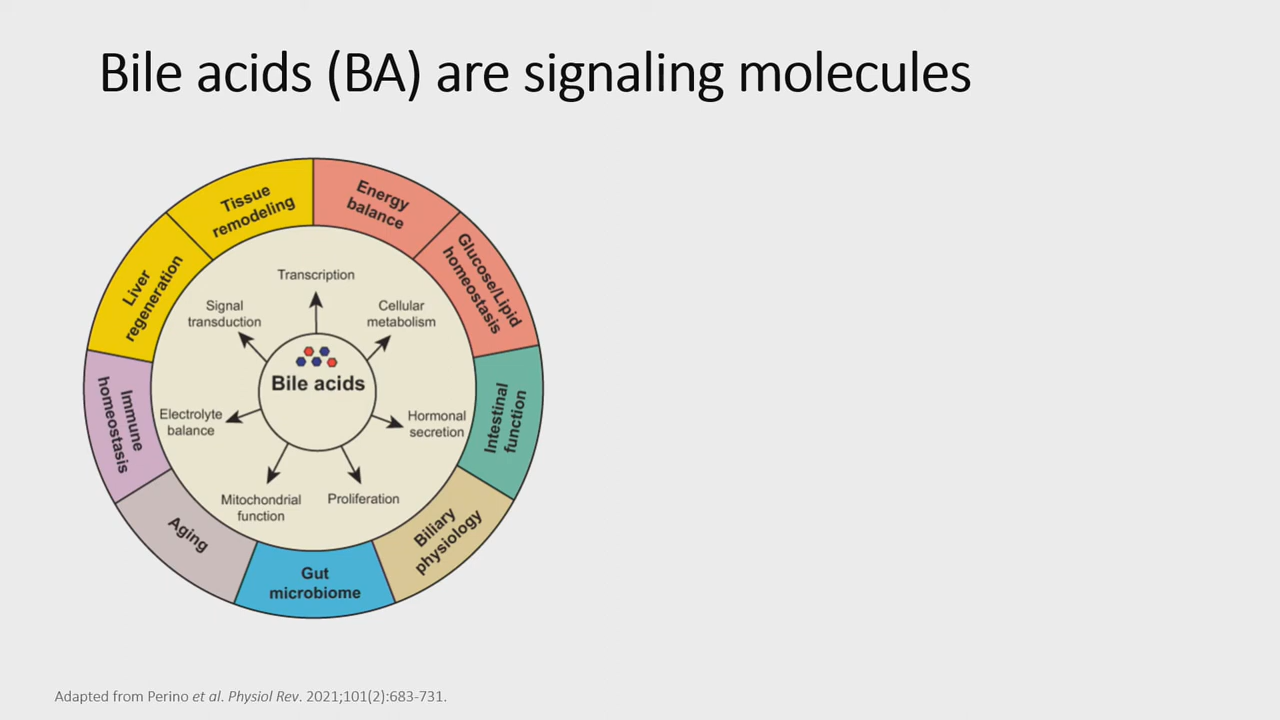 Bile acids (BA) are signaling molecules
Tissue
remodeling
Energy
balance
Glucose/Lipid
homeostasis
Liver
regeneration
Transcription
Signal
transduction
Cellular
metabolism
Bile acids
Immune
homeostasis
Electrolyte
balance
Hormonal
secretion
Intestinal
function
Mitochondrial
function
Proliferation
Aging
Biliary
physiology
Gut
microbiome
Adapted from Perino et al. Physiol Rev. 2021;101(2):683-731.